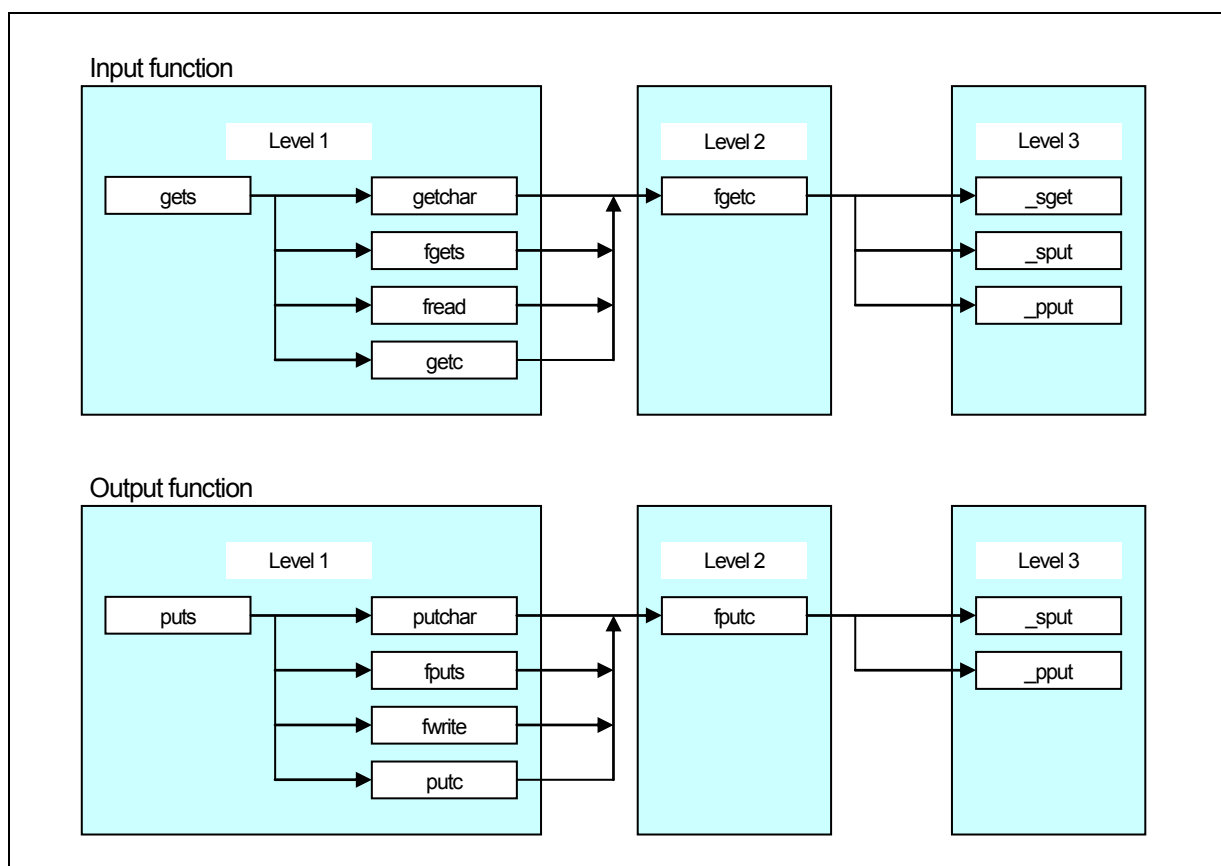 Input function
Level 1
Level 2
Level 3
gets
getchar
fgetc
_sget
fgets
_sput
fread
_pput
getc
Output function
Level 1
Level 2
Level 3
puts
putchar
fputc
_sput
fputs
_pput
fwrite
putc